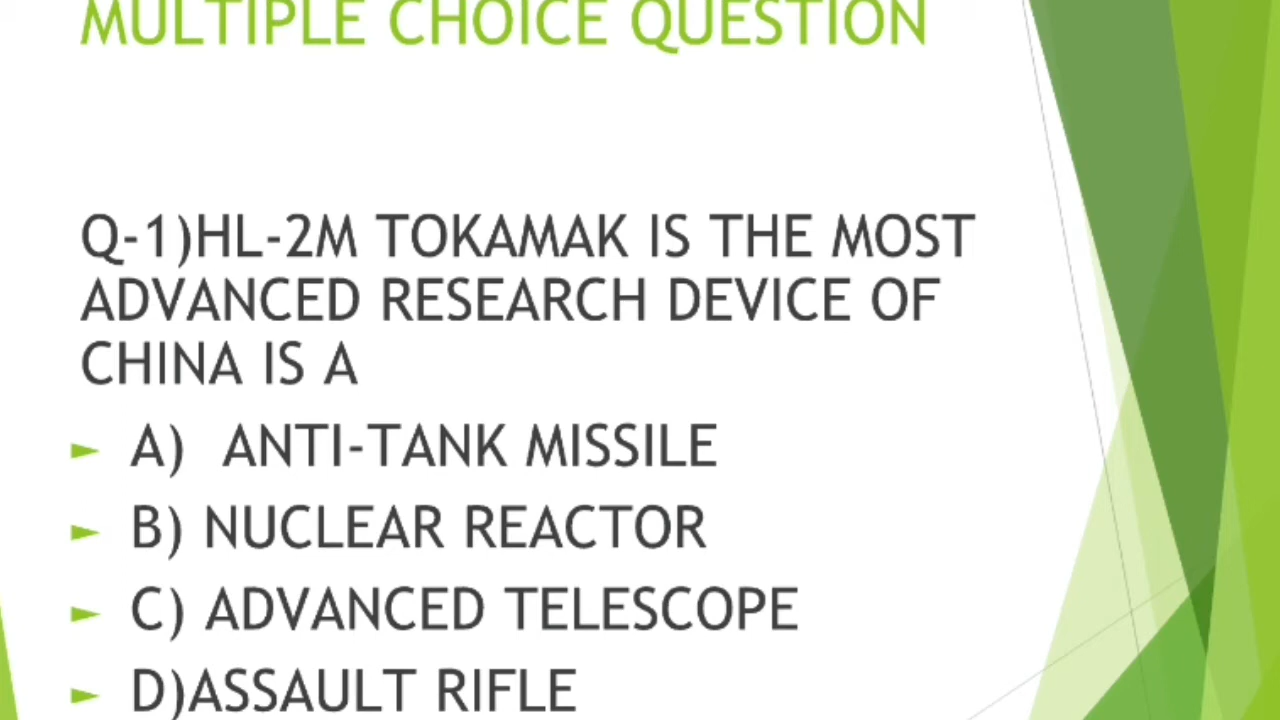 MULTIPLE CHOICE QUESTION
Q-1)HL-2M TOKAMAK IS THE MOST
ADVANCED RESEARCH DEVICE OF
CHINA IS A
A) ANTI-TANK MISSILE
B) NUCLEAR REACTOR
C) ADVANCED TELESCOPE
D)ASSAULT RIFLE